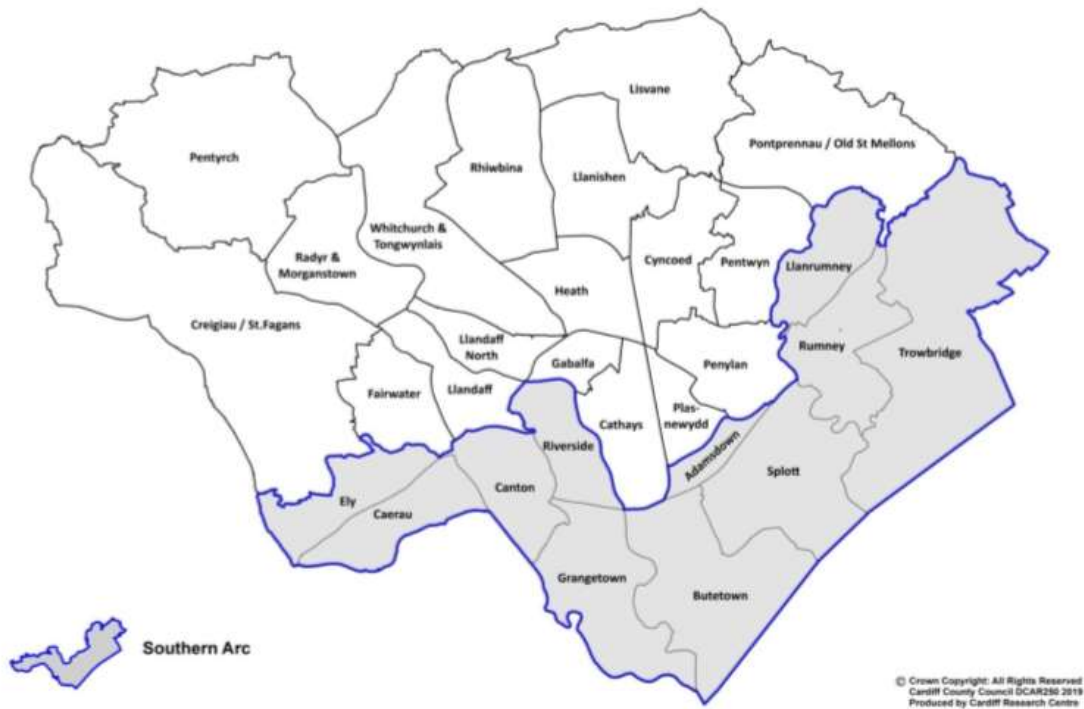 Lisvane
Pontprennau / Old St Mellons
Pentyrch
Rhiwbina
Llanishen
Whitchurch &
Tongwynlais
Radyr &
Morganstown
Cyncoed
Pentwyn
Llanrumney
Heath
Creigiau / St.Fagans
Llandaff
North
Rumney
Trowbridge
Gabalfa
Penylan
Fairwater
Llandaff
Cathays
Plas-
newydd
Riverside
Adamsdown
Splott
Canton
Ely
Caerau
Grangetown
Butetown
Southern Arc
© Crown Copyright: All Rights Reserved
Cardiff County Council DCAR250 2019
Produced by Cardiff Research Centre